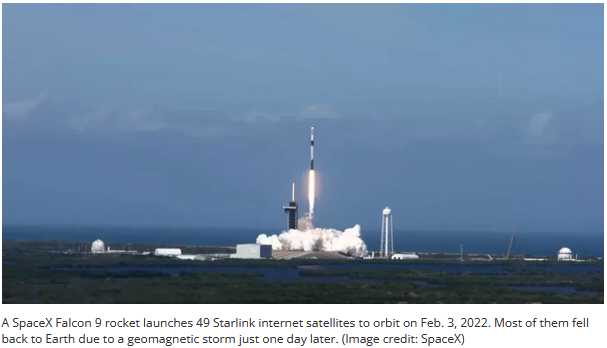 A SpaceX Falcon 9 rocket launches 49 Starlink internet satellites to orbit on Feb. 3, 2022. Most of them fell
back to Earth due to a geomagnetic storm just one day later. (Image credit: SpaceX)